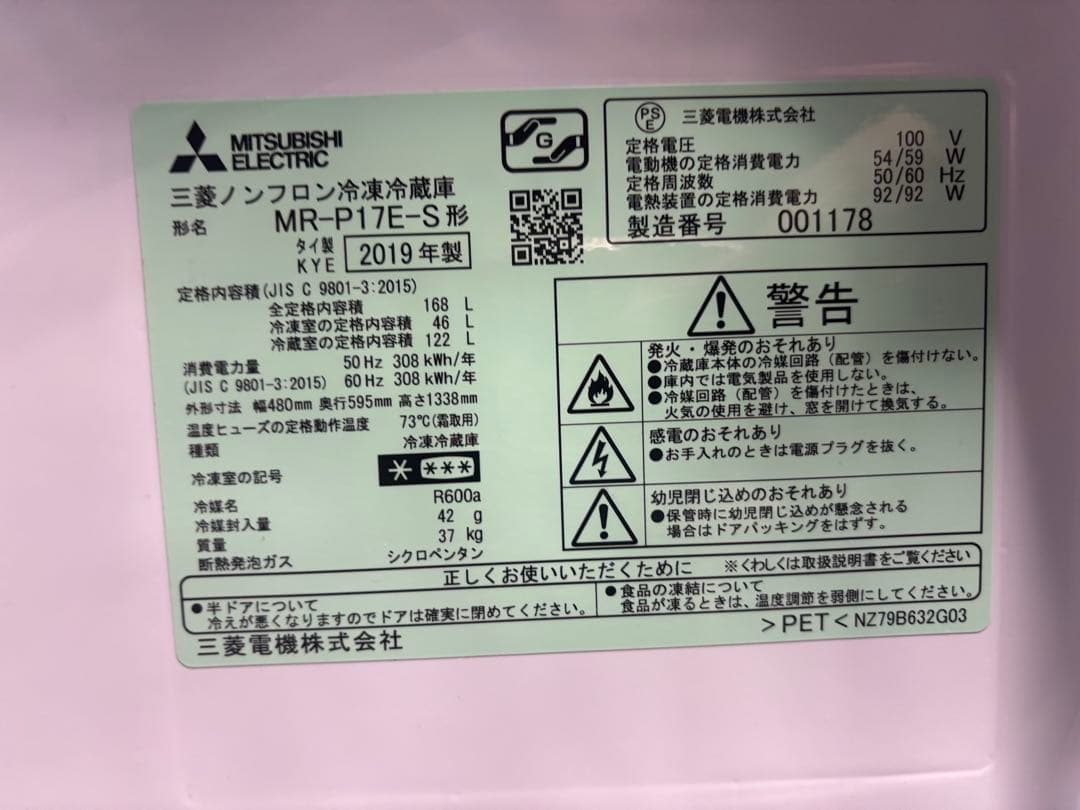 MITSUBISHI
ELECTRIC
三菱ノンフロン冷凍冷蔵庫
形名 MR-P17E-S形
タイ製
KYE 2019年製
定格内容積(JIS C 9801-3:2015)
全定格内容積 168 L
冷凍室の定格内容積 46 L
冷蔵室の定格内容積 122 L
消費電力量 50Hz 308kWh/年
(JIS C 9801-3:2015) 60Hz 308kWh/年
外形寸法 幅480mm 奥行595mm 高さ1338mm
温度ヒューズの定格動作温度 73℃(霜取用)
種類 冷凍冷蔵庫
冷凍室の記号 * ***
冷媒名 R600a
冷媒封入量 42 g
質量 37 kg
断熱発泡ガス シクロペンタン
G
PSE 三菱電機株式会社
定格電圧 100 V
電動機の定格消費電力 54/59 W
定格周波数 50/60 Hz
電熱装置の定格消費電力 92/92 W
製造番号 001178
警告
発火・爆発のおそれあり
●冷蔵庫本体の冷媒回路（配管）を傷付けない。
●庫内では電気製品を使用しない。
●冷媒回路（配管）を傷付けたときは、
火気の使用を避け、窓を開けて換気する。
感電のおそれあり
●お手入れのときは電源プラグを抜く。
幼児閉じ込めのおそれあり
●保管時に幼児閉じ込めが懸念される
場合はドアパッキングをはずす。
正しくお使いいただくために ※くわしくは取扱説明書をご覧ください
●半ドアについて
冷えが悪くなりますのでドアは確実に閉めてください。
●食品の凍結について
食品が凍るときは、温度調節を弱側にしてください。
三菱電機株式会社
>PET< NZ79B632G03